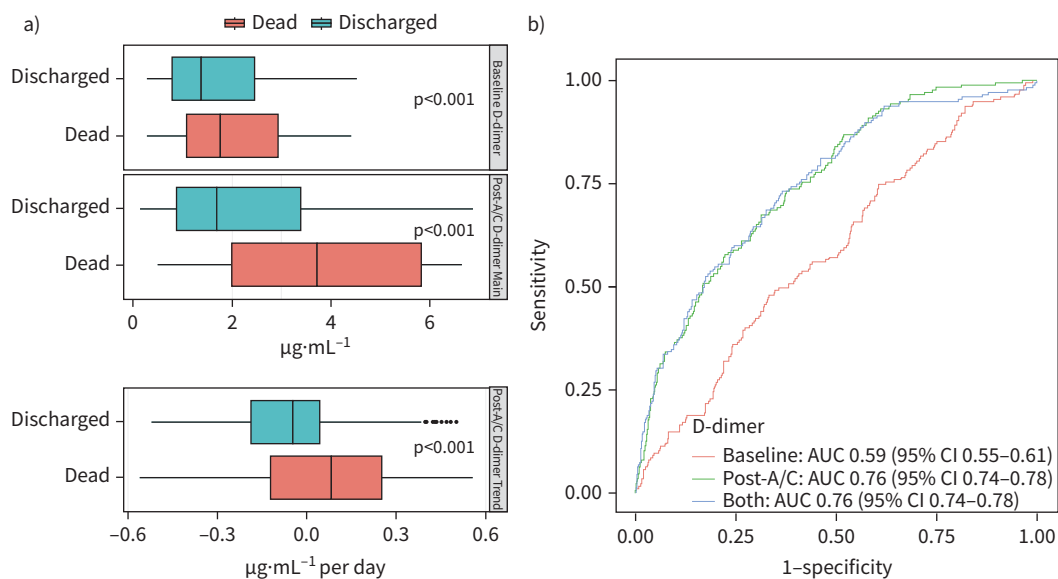 a)
Dead Discharged
Discharged
Dead
p<0.001
Baseline D-dimer
Discharged
Dead
p<0.001
Post-A/C D-dimer Main
0 2 4 6
µg·mL⁻¹
Discharged
Dead
p<0.001
Post-A/C D-dimer Trend
−0.6 −0.3 0.0 0.3 0.6
µg·mL⁻¹ per day
b)
Sensitivity
1.00
0.75
0.50
0.25
0.00
D-dimer
Baseline: AUC 0.59 (95% CI 0.55–0.61)
Post-A/C: AUC 0.76 (95% CI 0.74–0.78)
Both: AUC 0.76 (95% CI 0.74–0.78)
0.00 0.25 0.50 0.75 1.00
1–specificity